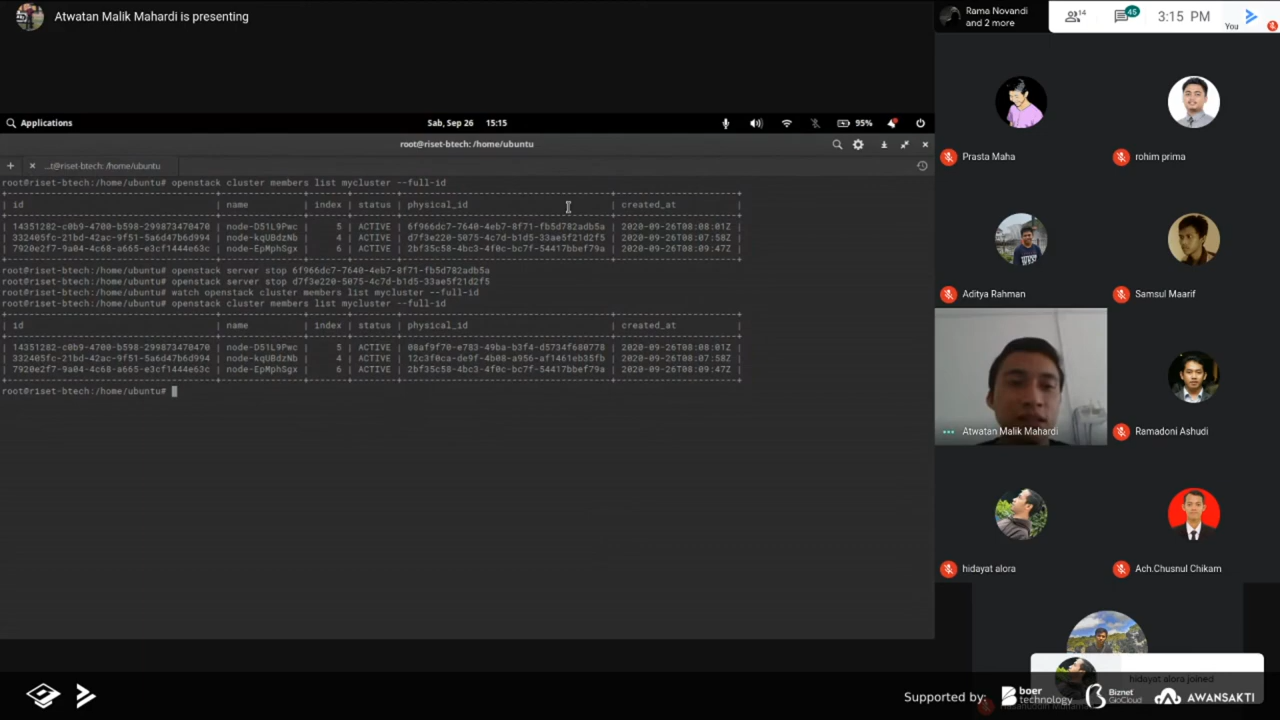 Atwatan Malik Mahardi is presenting
Rama Novandi
and 2 more
14
45
3:15 PM
You
Applications
Sab, Sep 26 15:15
95%
root@riset-btech: /home/ubuntu
...t@riset-btech: /home/ubuntu
root@riset-btech:/home/ubuntu# openstack cluster members list mycluster --full-id
| id | name | index | status | physical_id | created_at |
| 14351282-c0b9-4700-b598-299873470470 | node-D51L9Pwc | 5 | ACTIVE | 6f966dc7-7640-4eb7-8f71-fb5d782adb5a | 2020-09-26T08:08:01Z |
| 332405fc-21bd-42ac-9f51-5a6d47b6d994 | node-kqUBdzNb | 4 | ACTIVE | d7f3e220-5075-4c7d-b1d5-33ae5f21d2f5 | 2020-09-26T08:07:58Z |
| 7920e2f7-9a04-4c68-a665-e3cf1444e63c | node-EpMphSgx | 6 | ACTIVE | 2bf35c58-4bc3-4f0c-bc7f-54417bbef79a | 2020-09-26T08:09:47Z |
root@riset-btech:/home/ubuntu# openstack server stop 6f966dc7-7640-4eb7-8f71-fb5d782adb5a
root@riset-btech:/home/ubuntu# openstack server stop d7f3e220-5075-4c7d-b1d5-33ae5f21d2f5
root@riset-btech:/home/ubuntu# watch openstack cluster members list mycluster --full-id
root@riset-btech:/home/ubuntu# openstack cluster members list mycluster --full-id
| id | name | index | status | physical_id | created_at |
| 14351282-c0b9-4700-b598-299873470470 | node-D51L9Pwc | 5 | ACTIVE | 08af9f70-e783-49ba-b3f4-d5734f680778 | 2020-09-26T08:08:01Z |
| 332405fc-21bd-42ac-9f51-5a6d47b6d994 | node-kqUBdzNb | 4 | ACTIVE | 12c3f0ca-de9f-4b08-a956-af1461eb35fb | 2020-09-26T08:07:58Z |
| 7920e2f7-9a04-4c68-a665-e3cf1444e63c | node-EpMphSgx | 6 | ACTIVE | 2bf35c58-4bc3-4f0c-bc7f-54417bbef79a | 2020-09-26T08:09:47Z |
root@riset-btech:/home/ubuntu#
Prasta Maha
rohim prima
Aditya Rahman
Samsul Maarif
Atwatan Malik Mahardi
Ramadoni Ashudi
hidayat alora
Ach.Chusnul Chikam
hidayat alora joined
Supported by:
boer technology
Biznet GioCloud
AWANSAKTI